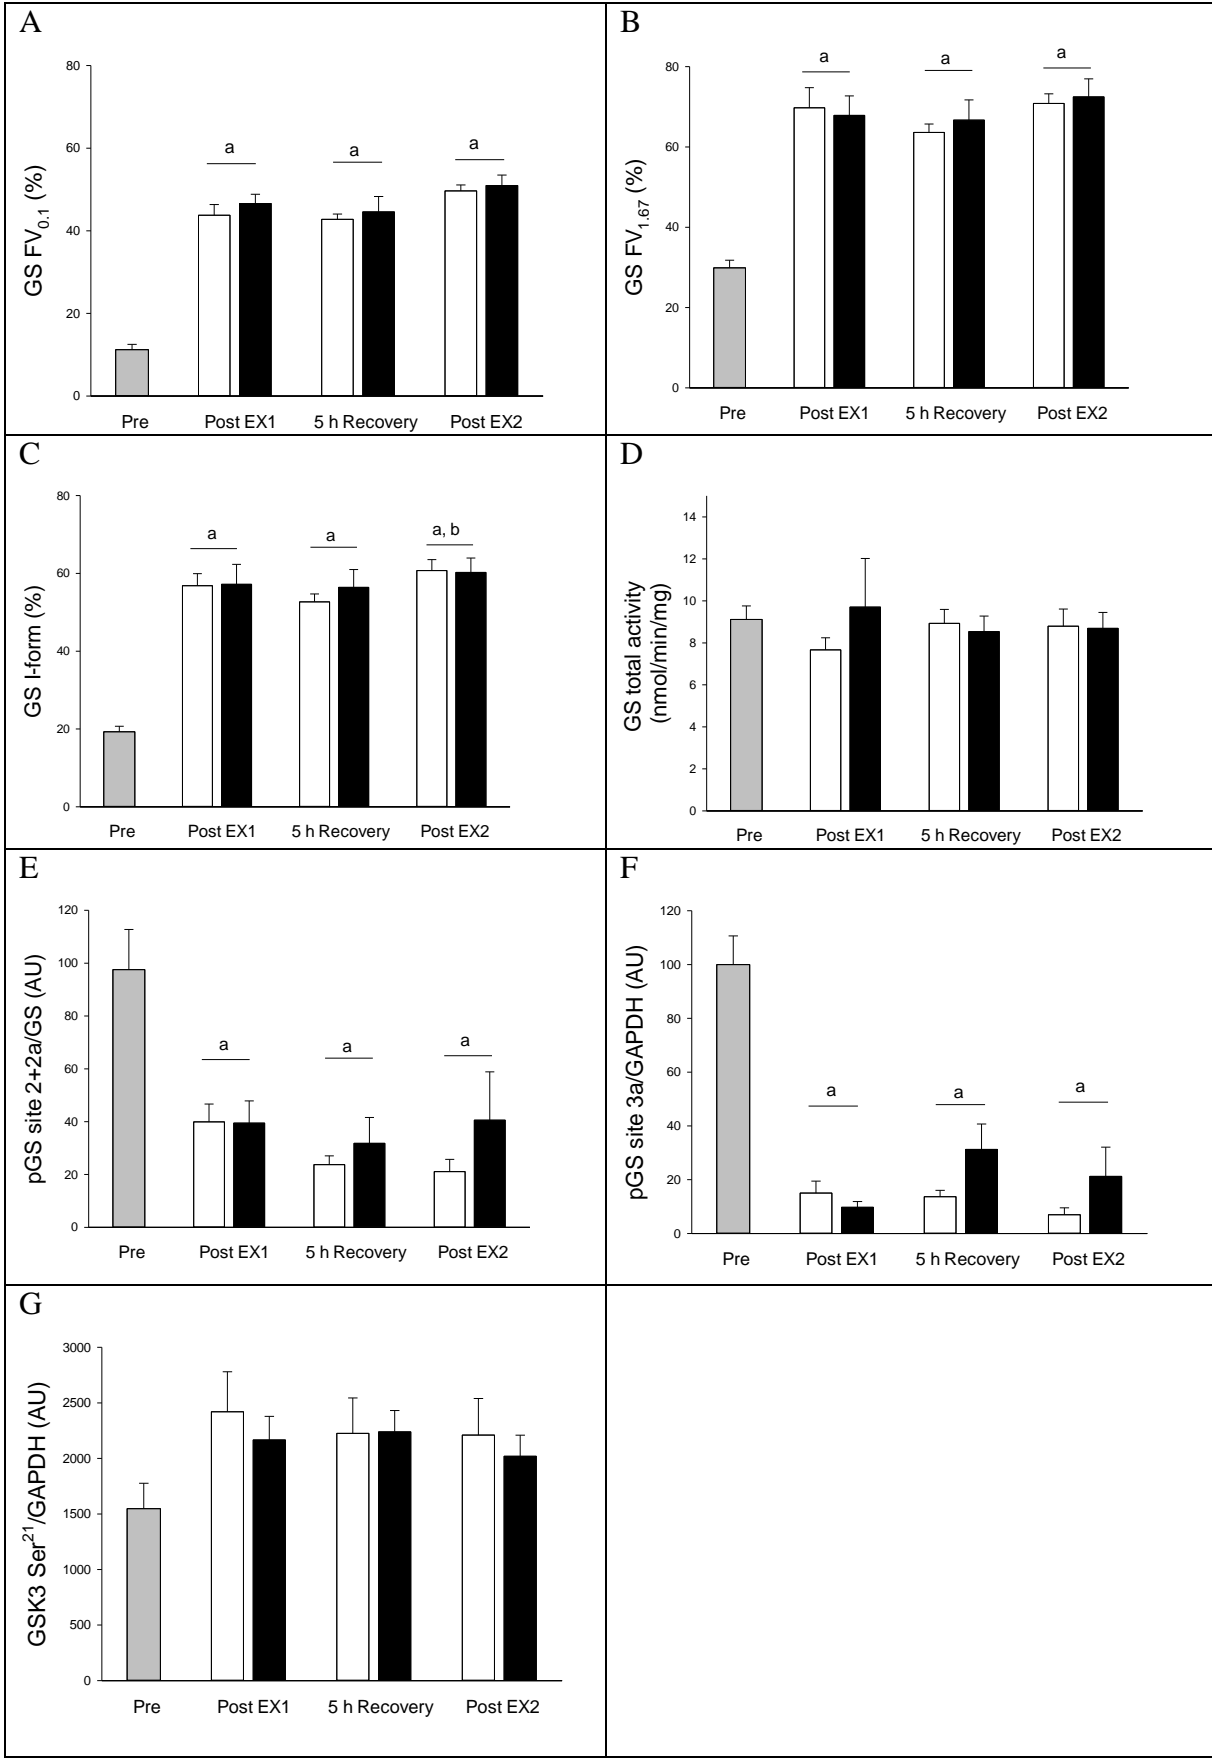 A
GS FV0.1 (%)
80
60
40
20
0
a
a
a
Pre
Post EX1
5 h Recovery
Post EX2
B
GS FV1.67 (%)
80
60
40
20
0
a
a
a
Pre
Post EX1
5 h Recovery
Post EX2
C
GS I-form (%)
80
60
40
20
0
a
a
a, b
Pre
Post EX1
5 h Recovery
Post EX2
D
GS total activity
(nmol/min/mg)
14
12
10
8
6
4
2
0
Pre
Post EX1
5 h Recovery
Post EX2
E
pGS site 2+2a/GS (AU)
120
100
80
60
40
20
0
a
a
a
Pre
Post EX1
5 h Recovery
Post EX2
F
pGS site 3a/GAPDH (AU)
120
100
80
60
40
20
0
a
a
a
Pre
Post EX1
5 h Recovery
Post EX2
G
GSK3 Ser21/GAPDH (AU)
3000
2500
2000
1500
1000
500
0
Pre
Post EX1
5 h Recovery
Post EX2